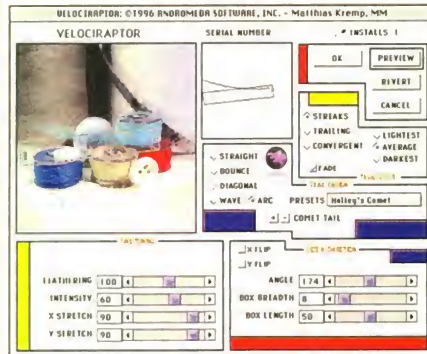 VELOCIRAPTOR: ©1996 ANDROMEDA SOFTWARE, INC. - Matthias Kremp, MM
VELOCIRAPTOR
SERIAL NUMBER
# INSTALLS 1
OK
PREVIEW
REVERT
CANCEL
STREAKS
TRAILING
CONVERGENT
FADE
LIGHTEST
AVERAGE
DARKEST
STRAIGHT
BOUNCE
DIAGONAL
WAVE
ARC
PRESETS Halley's Comet
+ - COMET TAIL
FEATHERING 100
INTENSITY 60
X STRETCH 90
Y STRETCH 90
X FLIP
Y FLIP
ANGLE 174
BOX BREADTH 8
BOX LENGTH 50